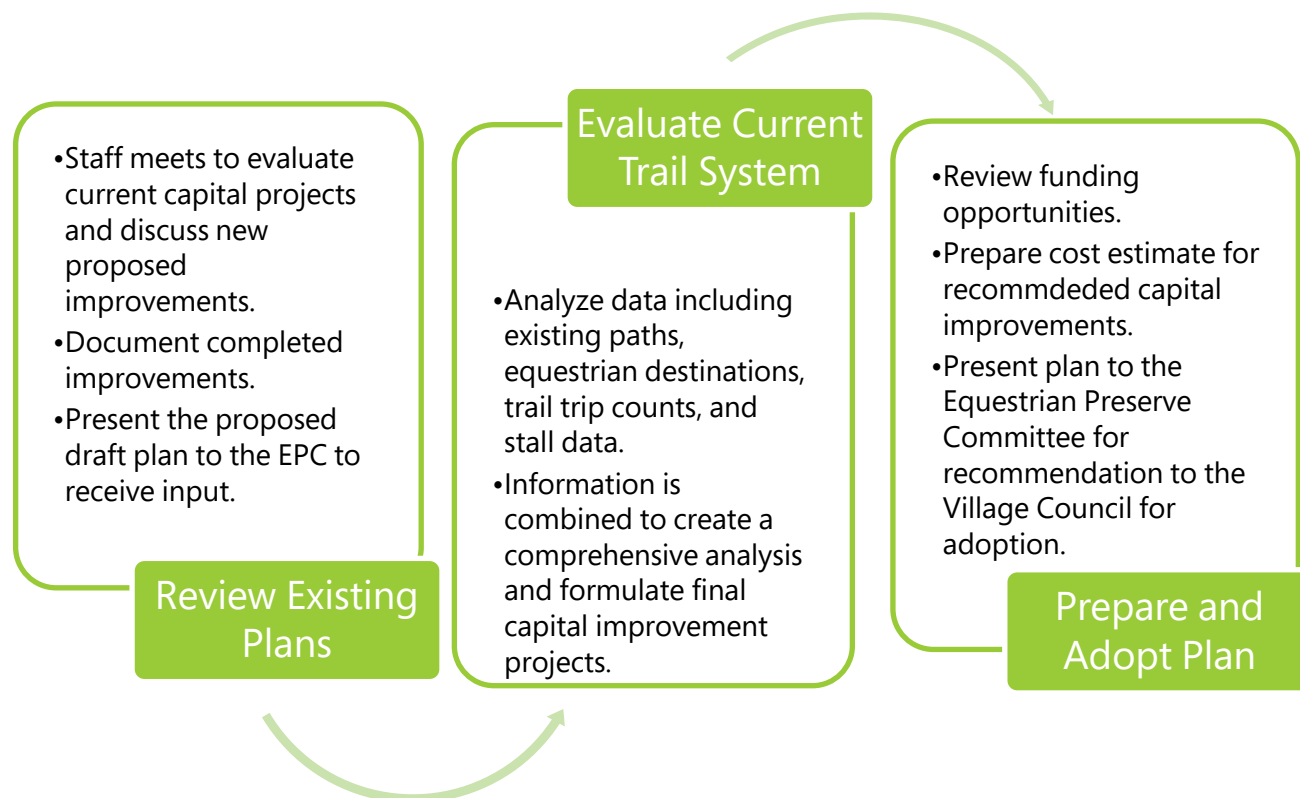 •Staff meets to evaluate
current capital projects
and discuss new
proposed
improvements.
•Document completed
improvements.
•Present the proposed
draft plan to the EPC to
receive input.
Review Existing
Plans
Evaluate Current
Trail System
•Analyze data including
existing paths,
equestrian destinations,
trail trip counts, and
stall data.
•Information is
combined to create a
comprehensive analysis
and formulate final
capital improvement
projects.
•Review funding
opportunities.
•Prepare cost estimate for
recommdeded capital
improvements.
•Present plan to the
Equestrian Preserve
Committee for
recommendation to the
Village Council for
adoption.
Prepare and
Adopt Plan